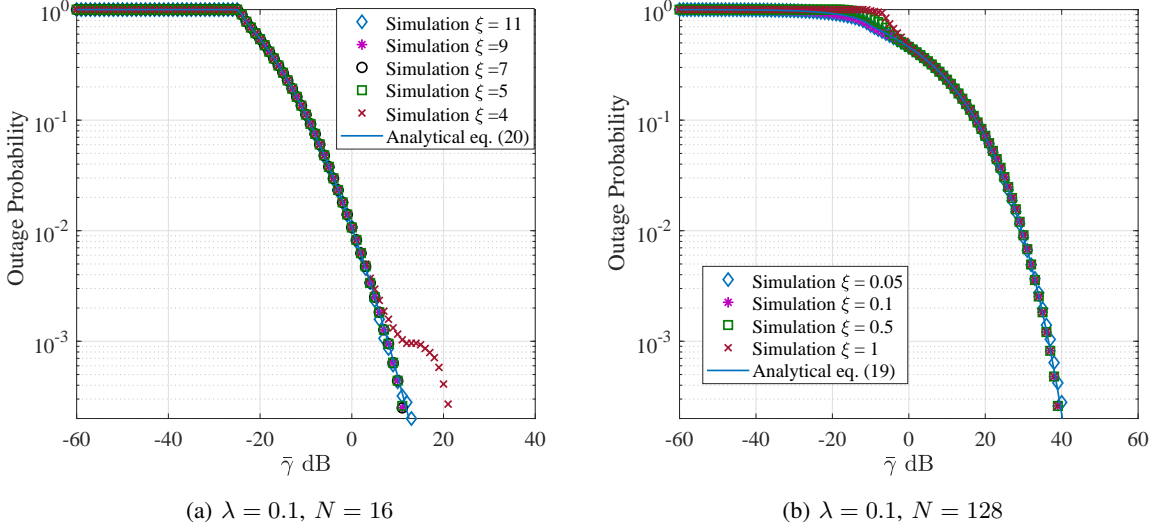 Outage Probability
10^0
10^-1
10^-2
10^-3
-60
-40
-20
0
20
40
γ̄ dB
Simulation ξ = 11
Simulation ξ =9
Simulation ξ =7
Simulation ξ =5
Simulation ξ =4
Analytical eq. (20)
(a) λ = 0.1, N = 16
Outage Probability
10^0
10^-1
10^-2
10^-3
-60
-40
-20
0
20
40
60
γ̄ dB
Simulation ξ = 0.05
Simulation ξ = 0.1
Simulation ξ = 0.5
Simulation ξ = 1
Analytical eq. (19)
(b) λ = 0.1, N = 128